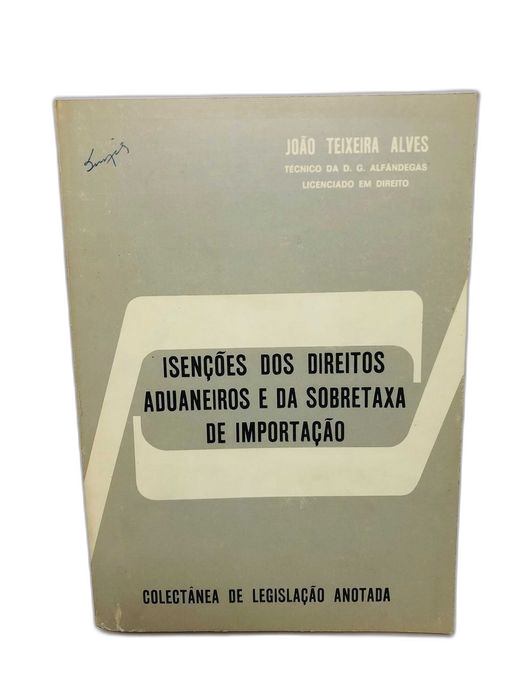 JOÃO TEIXEIRA ALVES
TÉCNICO DA D. G. ALFÂNDEGAS
LICENCIADO EM DIREITO
ISENÇÕES DOS DIREITOS
ADUANEIROS E DA SOBRETAXA
DE IMPORTAÇÃO
COLECTÂNEA DE LEGISLAÇÃO ANOTADA